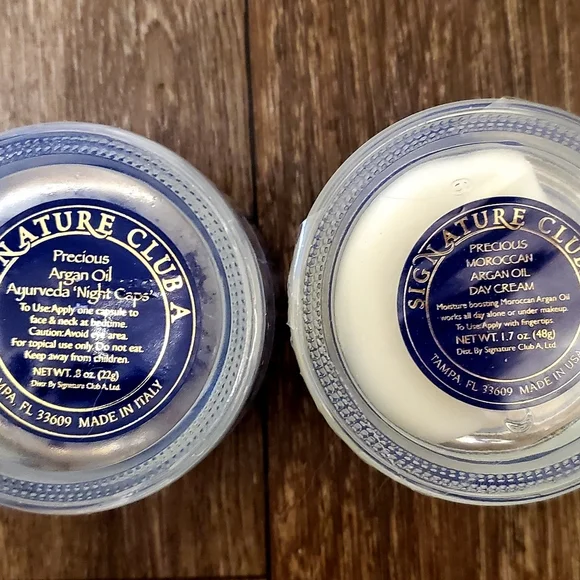 NATURE CLUB A
Precious
Argan Oil
Ayurveda 'Night Caps'
To Use:Apply one capsule to
face & neck at bedtime.
Caution:Avoid eye area.
For topical use only. Do not eat.
Keep away from children.
NET WT. .8 oz. (22g)
Distr. By Signature Club A, Ltd.
TAMPA, FL 33609 MADE IN ITALY
SIGNATURE CLUB
PRECIOUS
MOROCCAN
ARGAN OIL
DAY CREAM
Moisture boosting Moroccan Argan Oil
works all day alone or under makeup.
To Use:Apply with fingertips.
NET WT. 1.7 oz. (48g)
Dist. By Signature Club A, Ltd.
TAMPA, FL 33609 MADE IN US